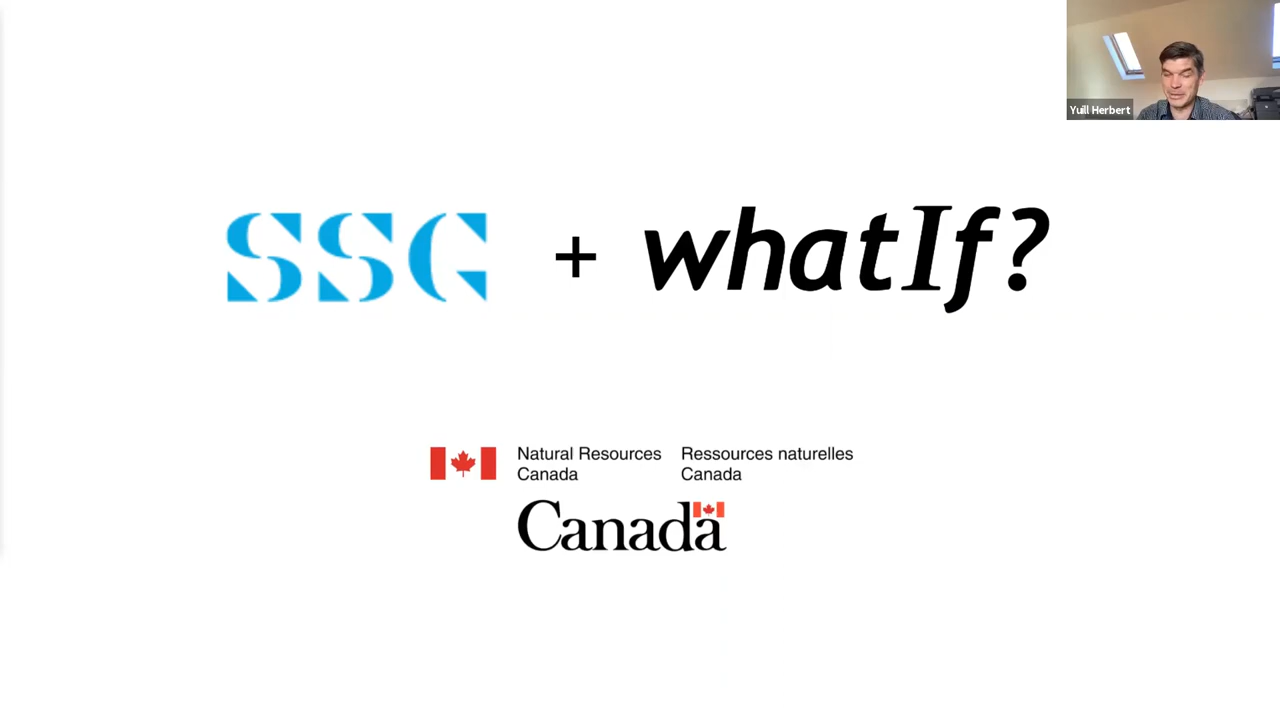 Yuill Herbert
SSG + whatIf?
Natural Resources Ressources naturelles
Canada Canada
Canada